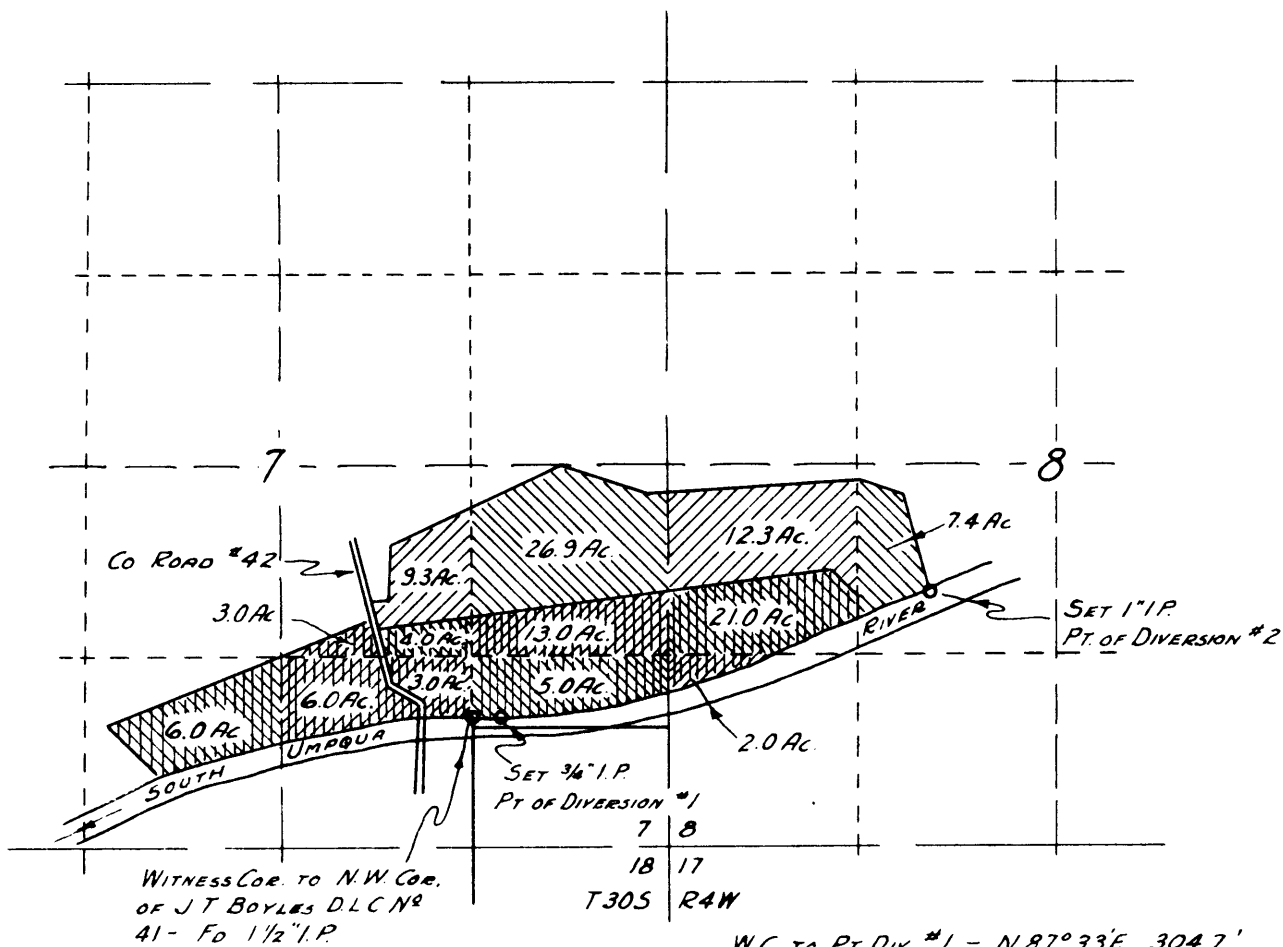 7
8
26.9 Ac.
12.3 Ac.
7.4 Ac
Co ROAD #42
9.3 Ac.
3.0 Ac
4.0 Ac
13.0 Ac.
21.0 Ac
RIVER
SET 1" I.P.
PT. OF DIVERSION #2
6.0 Ac
6.0 Ac
3.0 Ac
5.0 Ac.
2.0 Ac.
SOUTH UMPQUA
SET 3/4" I.P.
PT OF DIVERSION #1
7 8
18 17
T30S R4W
WITNESS COR. TO N.W. COR.
OF J T BOYLES D.L.C Nº
41 - FD 1 1/2" I.P.
W.C. TO PT. DIV. #1 - N 87° 33' E 304.7'